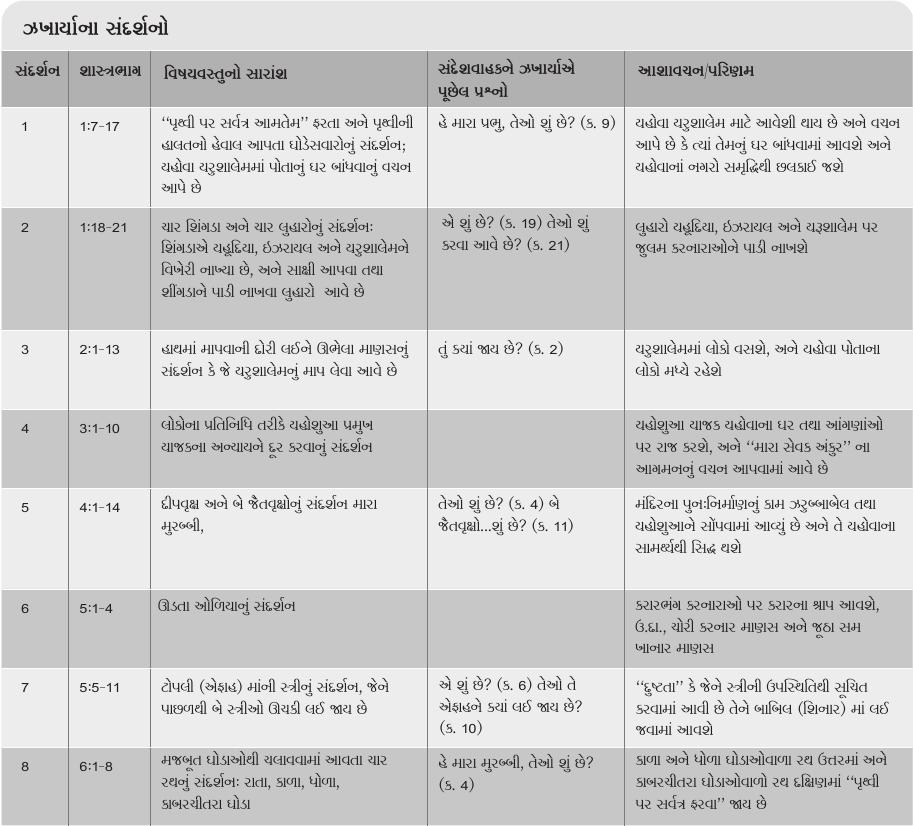 ઝખાર્યાના સંદર્શનો
સંદર્શન
શાસ્ત્રભાગ
વિષયવસ્તુનો સારાંશ
સંદેશવાહકને ઝખાર્યાએ
પૂછેલ પ્રશ્નો
આશાવચન/પરિણમ
1
1:7-17
‘‘પૃથ્વી પર સર્વત્ર આમતેમ’’ ફરતા અને પૃથ્વીની
હાલતનો હેવાલ આપતા ઘોડેસવારોનું સંદર્શન;
યહોવા યરુશાલેમમાં પોતાનું ઘર બાંધવાનું વચન
આપે છે
હે મારા પ્રભુ, તેઓ શું છે? (ક. 9)
યહોવા યરુશાલેમ માટે આવેશી થાય છે અને વચન
આપે છે કે ત્યાં તેમનું ઘર બાંધવામાં આવશે અને
યહોવાનાં નગરો સમૃદ્ધિથી છલકાઈ જશે
2
1:18-21
ચાર શિંગડા અને ચાર લુહારોનું સંદર્શનઃ
શિંગડાએ યહૂદિયા, ઇઝરાયલ અને યરુશાલેમને
વિખેરી નાખ્યા છે, અને સાક્ષી આપવા તથા
શીંગડાને પાડી નાખવા લુહારો આવે છે
એ શું છે? (ક. 19) તેઓ શું
કરવા આવે છે? (ક. 21)
લુહારો યહૂદિયા, ઇઝરાયલ અને યરૂશાલેમ પર
જુલમ કરનારાઓને પાડી નાખશે
3
2:1-13
હાથમાં માપવાની દોરી લઈને ઊભેલા માણસનું
સંદર્શન કે જે યરુશાલેમનું માપ લેવા આવે છે
તું ક્યાં જાય છે? (ક. 2)
યરુશાલેમમાં લોકો વસશે, અને યહોવા પોતાના
લોકો મધ્યે રહેશે
4
3:1-10
લોકોના પ્રતિનિધિ તરીકે યહોશુઆ પ્રમુખ
યાજકના અન્યાયને દૂર કરવાનું સંદર્શન
યહોશુઆ યાજક યહોવાના ઘર તથા આંગણાંઓ
પર રાજ કરશે, અને ‘‘મારા સેવક અંકુર’’ ના
આગમનનું વચન આપવામાં આવે છે
5
4:1-14
દીપવૃક્ષ અને બે જૈતવૃક્ષોનું સંદર્શન મારા
મુરબ્બી,
તેઓ શું છે? (ક. 4) બે
જૈતવૃક્ષો...શું છે? (ક. 11)
મંદિરના પુનઃનિર્માણનું કામ ઝરુબ્બાબેલ તથા
યહોશુઆને સોંપવામાં આવ્યું છે અને તે યહોવાના
સામર્થ્યથી સિદ્ધ થશે
6
5:1-4
ઊડતા ઓળિયાનું સંદર્શન
કરારભંગ કરનારાઓ પર કરારના શ્રાપ આવશે,
ઉ.દા., ચોરી કરનાર માણસ અને જૂઠા સમ
ખાનાર માણસ
7
5:5-11
ટોપલી (એફાહ) માંની સ્ત્રીનું સંદર્શન, જેને
પાછળથી બે સ્ત્રીઓ ઊચકી લઈ જાય છે
એ શું છે? (ક. 6) તેઓ તે
એફાહને ક્યાં લઈ જાય છે?
(ક. 10)
‘‘દુષ્ટતા’’ કે જેને સ્ત્રીની ઉપસ્થિતિથી સૂચિત
કરવામાં આવી છે તેને બાબિલ (શિનાર) માં લઈ
જવામાં આવશે
8
6:1-8
મજબૂત ઘોડાઓથી ચલાવવામાં આવતા ચાર
રથનું સંદર્શનઃ રાતા, કાળા, ધોળા,
કાબરચીતરા ઘોડા
હે મારા મુરબ્બી, તેઓ શું છે?
(ક. 4)
કાળા અને ધોળા ઘોડાઓવાળા રથ ઉત્તરમાં અને
કાબરચીતરા ઘોડાઓવાળો રથ દક્ષિણમાં ‘‘પૃથ્વી
પર સર્વત્ર ફરવા’’ જાય છે